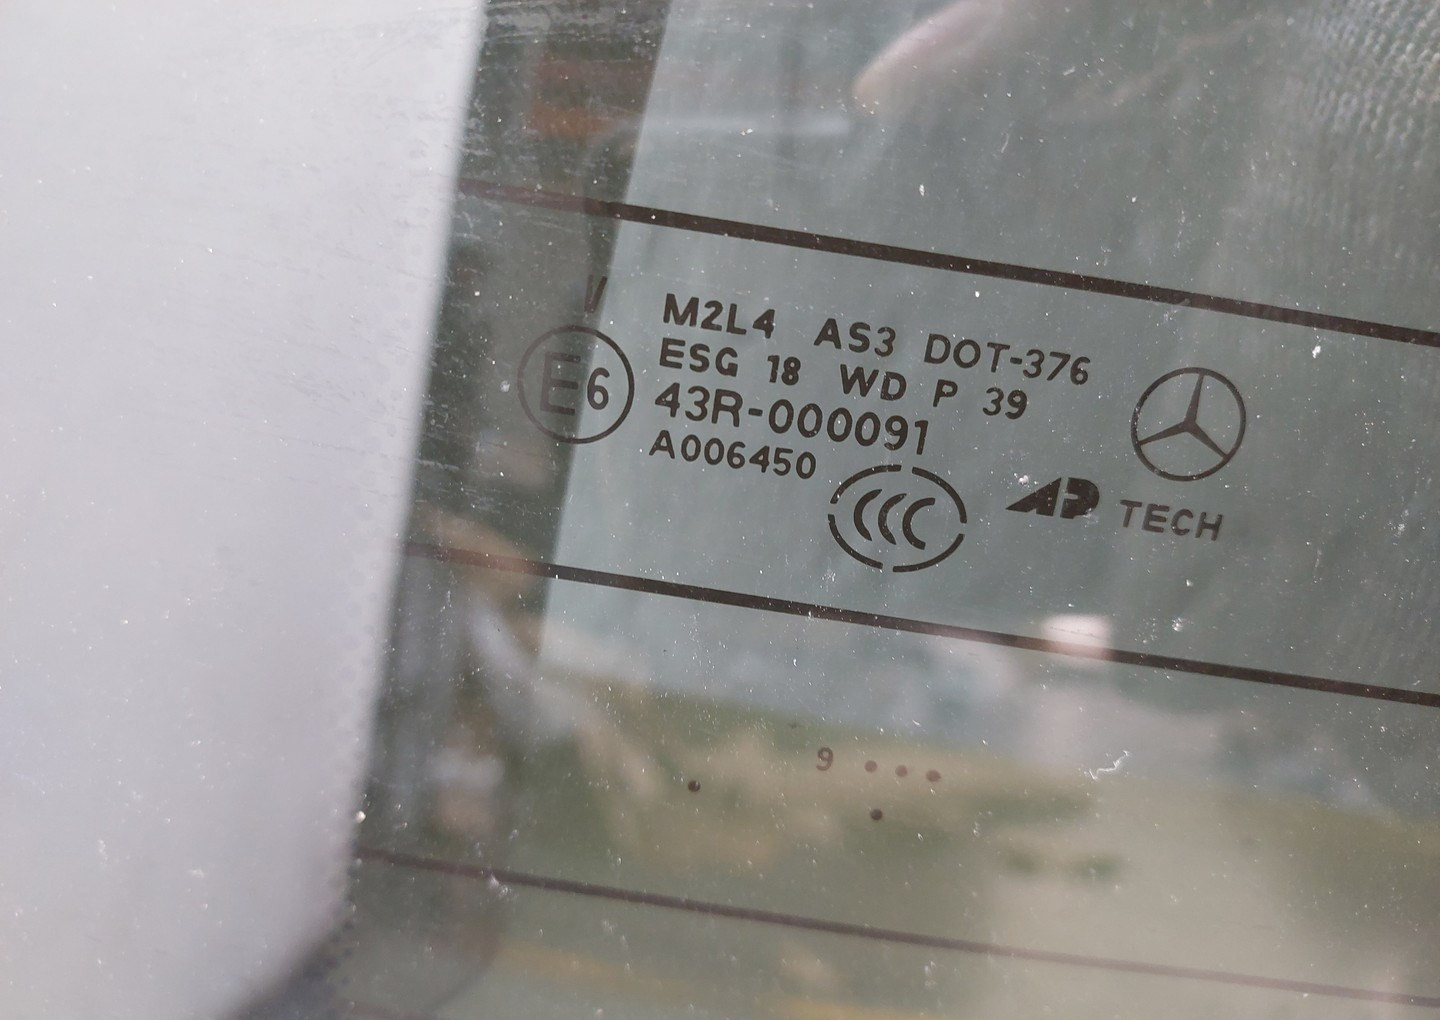 V
M2L4 AS3 DOT-376
ESG 18 WD P 39
E6 43R-000091
A006450
CCC
AP TECH
9 ...
.